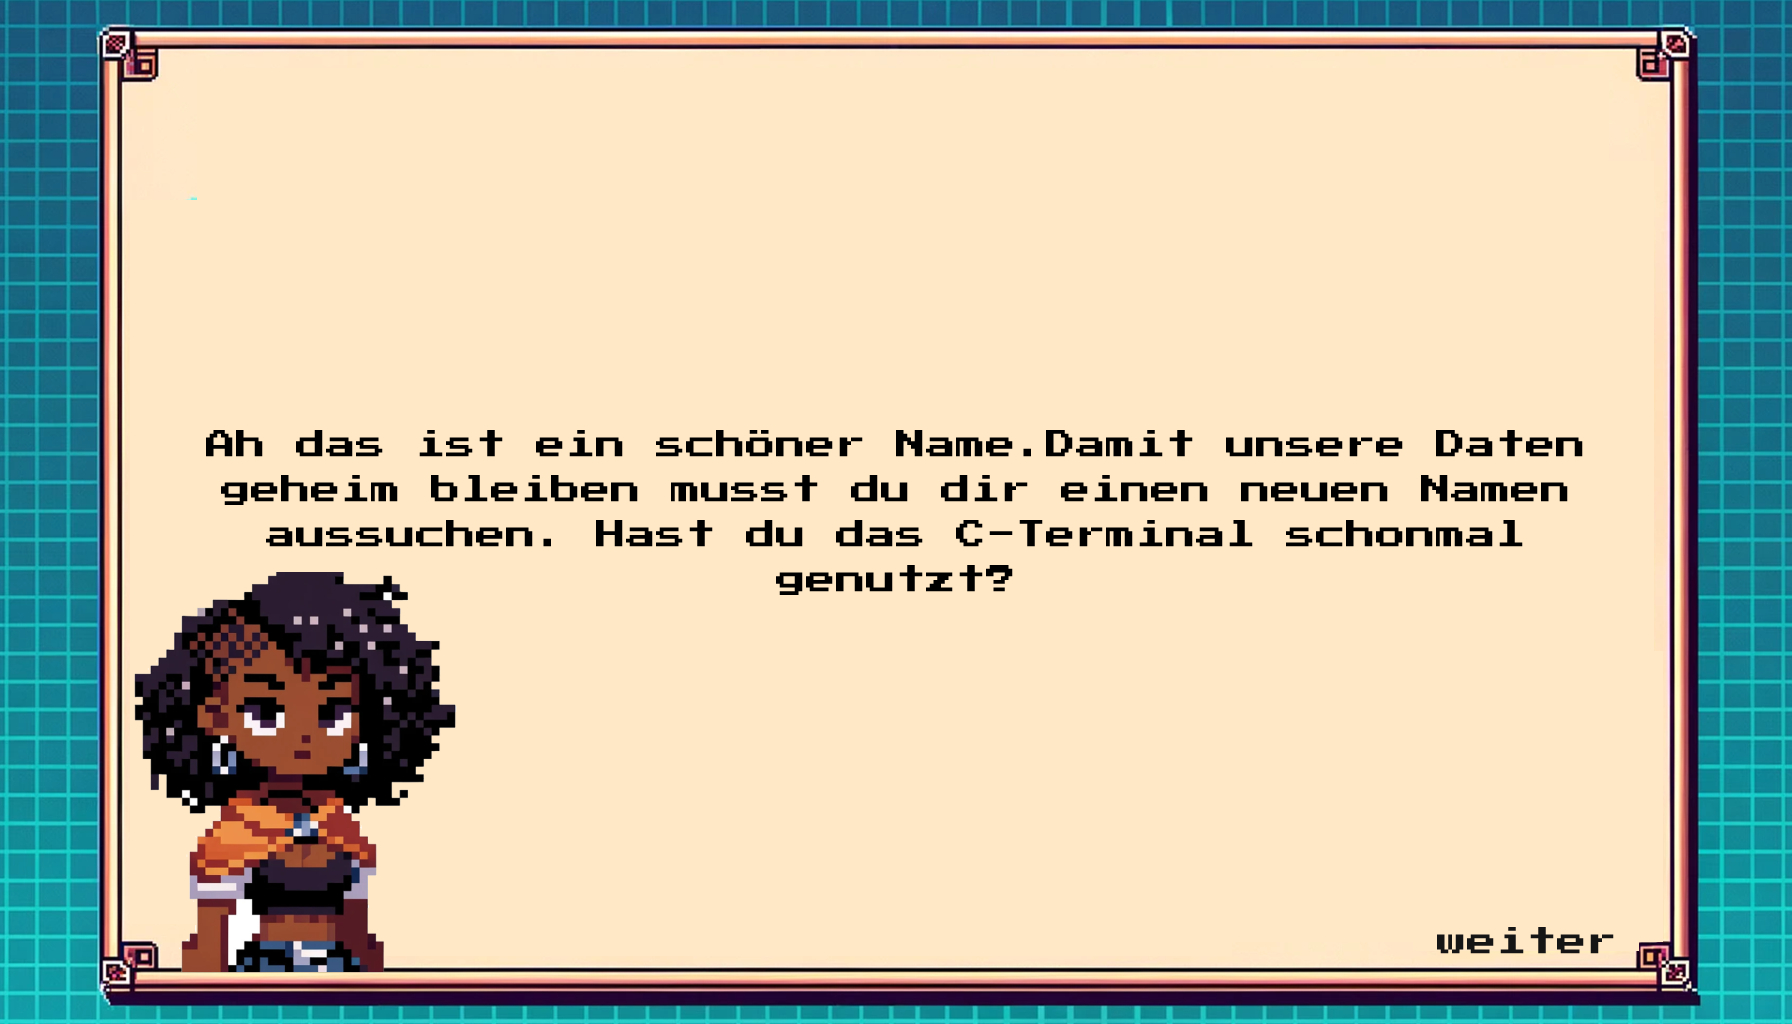 Ah das ist ein schöner Name.Damit unsere Daten
geheim bleiben musst du dir einen neuen Namen
aussuchen. Hast du das C-Terminal schonmal
genutzt?
weiter